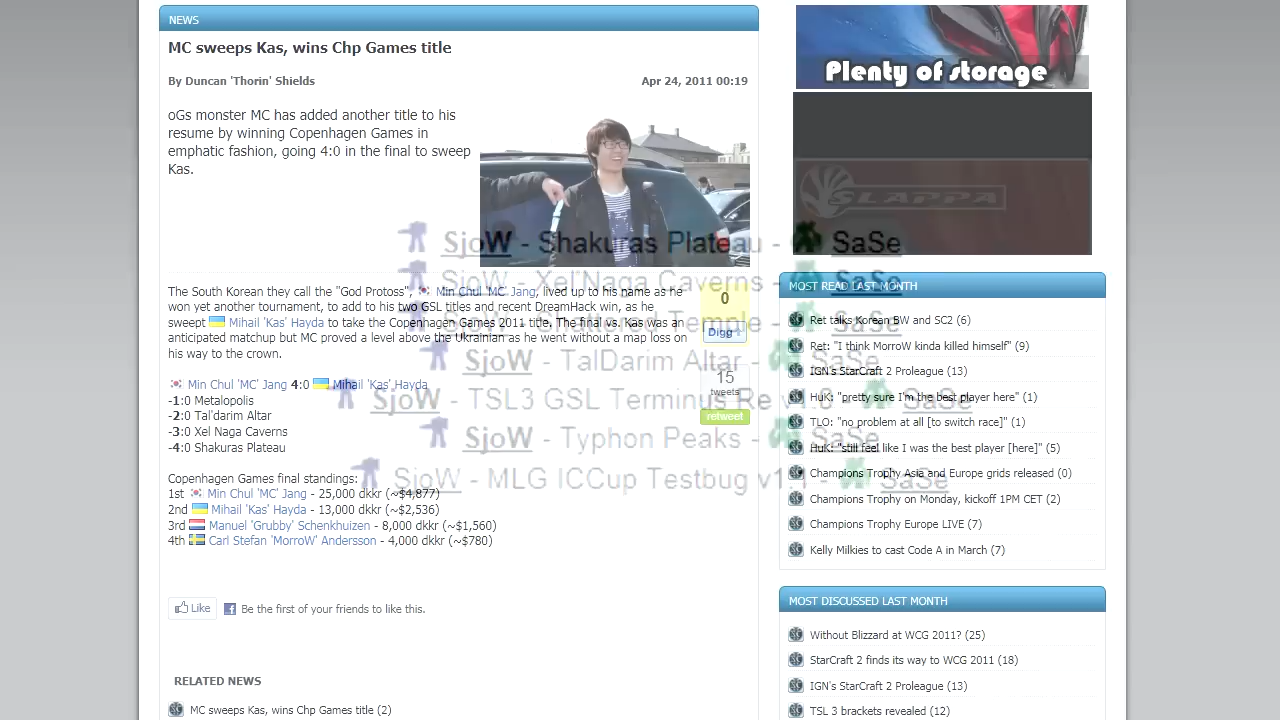 NEWS
MC sweeps Kas, wins Chp Games title
By Duncan 'Thorin' Shields
Apr 24, 2011 00:19
oGs monster MC has added another title to his
resume by winning Copenhagen Games in
emphatic fashion, going 4:0 in the final to sweep
Kas.
The South Korean they call the "God Protoss", Min Chul 'MC' Jang, lived up to his name as he
won yet another tournament, to add to his two GSL titles and recent DreamHack win, as he
swept Mihail 'Kas' Hayda to take the Copenhagen Games 2011 title. The final vs. Kas was an
anticipated matchup but MC proved a level above the Ukrainian as he went without a map loss on
his way to the crown.
Min Chul 'MC' Jang 4:0 Mihail 'Kas' Hayda
-1:0 Metalopolis
-2:0 Tal'darim Altar
-3:0 Xel Naga Caverns
-4:0 Shakuras Plateau
Copenhagen Games final standings:
1st Min Chul 'MC' Jang - 25,000 dkkr (~$4,877)
2nd Mihail 'Kas' Hayda - 13,000 dkkr (~$2,536)
3rd Manuel 'Grubby' Schenkhuizen - 8,000 dkkr (~$1,560)
4th Carl Stefan 'MorroW' Andersson - 4,000 dkkr (~$780)
0
Digg
15
tweets
retweet
SjoW - Shakuras Plateau - SaSe
SjoW - Xel'Naga Caverns - SaSe
SjoW - Shattered Temple - SaSe
SjoW - TalDarim Altar - SaSe
SjoW - TSL3 GSL Terminus Re v1.6 - SaSe
SjoW - Typhon Peaks - SaSe
SjoW - MLG ICCup Testbug v1.1 - SaSe
Like
Be the first of your friends to like this.
RELATED NEWS
MC sweeps Kas, wins Chp Games title (2)
Plenty of storage
SLAPPA
MOST READ LAST MONTH
Ret talks Korean BW and SC2 (6)
Ret: "I think MorroW kinda killed himself" (9)
IGN's StarCraft 2 Proleague (13)
HuK: "pretty sure I'm the best player here" (1)
TLO: "no problem at all [to switch race]" (1)
HuK: "still feel like I was the best player [here]" (5)
Champions Trophy Asia and Europe grids released (0)
Champions Trophy on Monday, kickoff 1PM CET (2)
Champions Trophy Europe LIVE (7)
Kelly Milkies to cast Code A in March (7)
MOST DISCUSSED LAST MONTH
Without Blizzard at WCG 2011? (25)
StarCraft 2 finds its way to WCG 2011 (18)
IGN's StarCraft 2 Proleague (13)
TSL 3 brackets revealed (12)